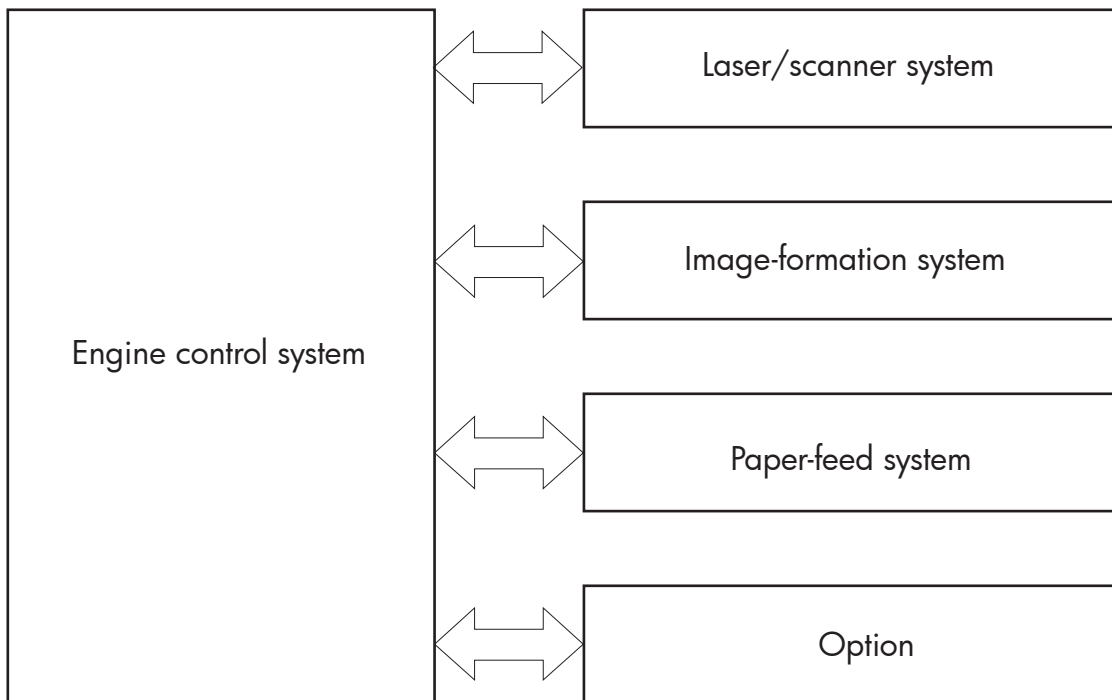 Laser/scanner system
Image-formation system
Engine control system
Paper-feed system
Option